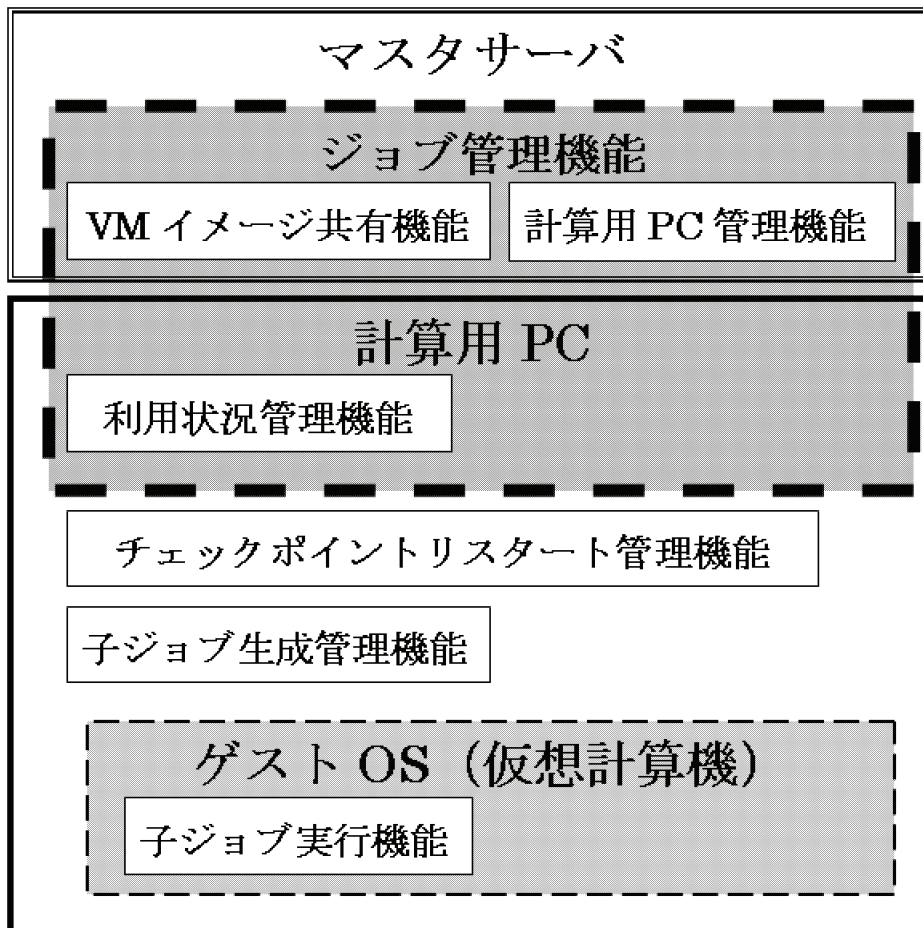 マスタサーバ
ジョブ管理機能
VM イメージ共有機能
計算用 PC 管理機能
計算用 PC
利用状況管理機能
チェックポイントリスタート管理機能
子ジョブ生成管理機能
ゲスト OS（仮想計算機）
子ジョブ実行機能